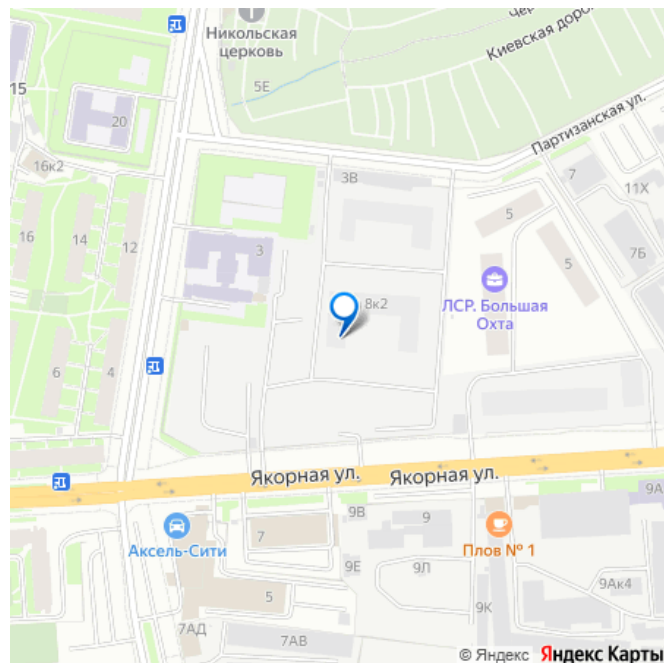 Чер
Никольская
церковь
Киевская доро
5Е
15
20
Партизанская ул.
16к2
3В
7
11Х
16
14
12
5
3
7Б
5
8к2
ЛСР. Большая
Охта
6
4
Якорная ул.
Якорная ул.
9А
9В
9
Аксель-Сити
7
Плов № 1
9Е
9Л
9Ак4
5
9К
7АД
7АВ
© Яндекс Яндекс Карты